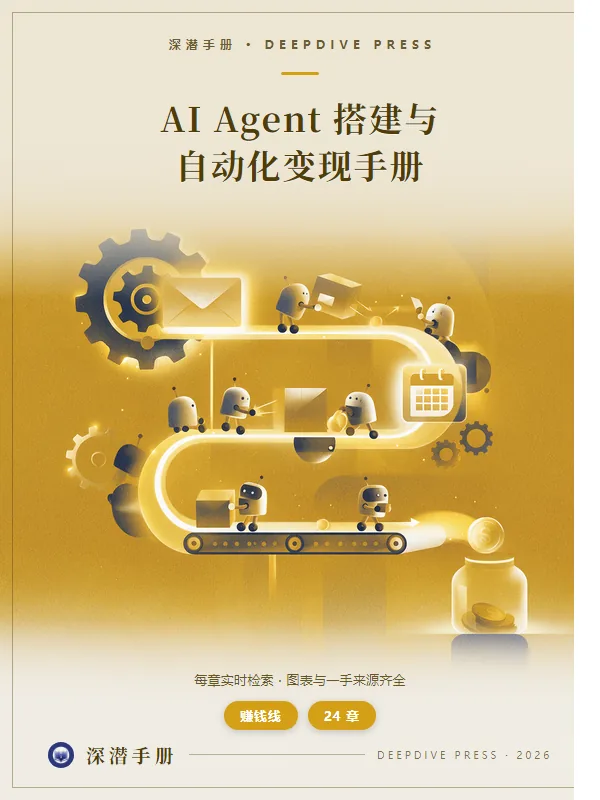 深潜手册 · DEEPDIVE PRESS
AI Agent 搭建与
自动化变现手册
每章实时检索 · 图表与一手来源齐全
赚钱线 24 章
深潜手册 DEEPDIVE PRESS · 2026